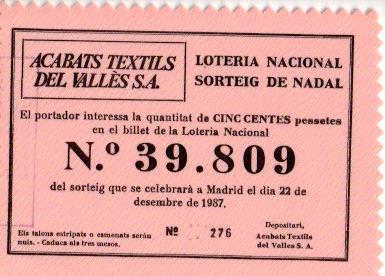 ACABATS TEXTILS
DEL VALLÈS S.A.
LOTERIA NACIONAL
SORTEIG DE NADAL
El portador interessa la quantitat de CINC CENTES pessetes
en el billet de la Loteria Nacional
N.º 39.809
del sorteig que se celebrarà a Madrid el dia 22 de
desembre de 1987.
Els talons estripats o esmenats seràn
nuls. - Caduca als tres mesos.
Nº 276
Depositari,
Acabats Textils
del Valles S. A.